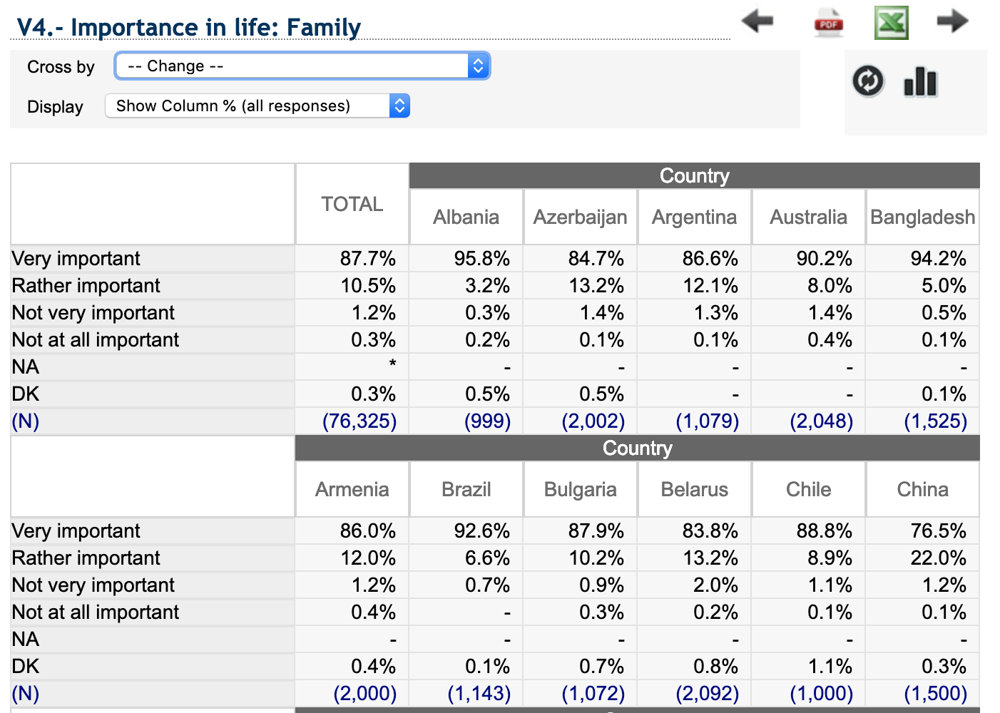 V4.- Importance in life: Family
PDF
Cross by -- Change --
Display Show Column % (all responses)
TOTAL Country
Albania Azerbaijan Argentina Australia Bangladesh
Very important 87.7% 95.8% 84.7% 86.6% 90.2% 94.2%
Rather important 10.5% 3.2% 13.2% 12.1% 8.0% 5.0%
Not very important 1.2% 0.3% 1.4% 1.3% 1.4% 0.5%
Not at all important 0.3% 0.2% 0.1% 0.1% 0.4% 0.1%
NA * - - - - -
DK 0.3% 0.5% 0.5% - - 0.1%
(N) (76,325) (999) (2,002) (1,079) (2,048) (1,525)
Country
Armenia Brazil Bulgaria Belarus Chile China
Very important 86.0% 92.6% 87.9% 83.8% 88.8% 76.5%
Rather important 12.0% 6.6% 10.2% 13.2% 8.9% 22.0%
Not very important 1.2% 0.7% 0.9% 2.0% 1.1% 1.2%
Not at all important 0.4% - 0.3% 0.2% 0.1% 0.1%
NA - - - - - -
DK 0.4% 0.1% 0.7% 0.8% 1.1% 0.3%
(N) (2,000) (1,143) (1,072) (2,092) (1,000) (1,500)